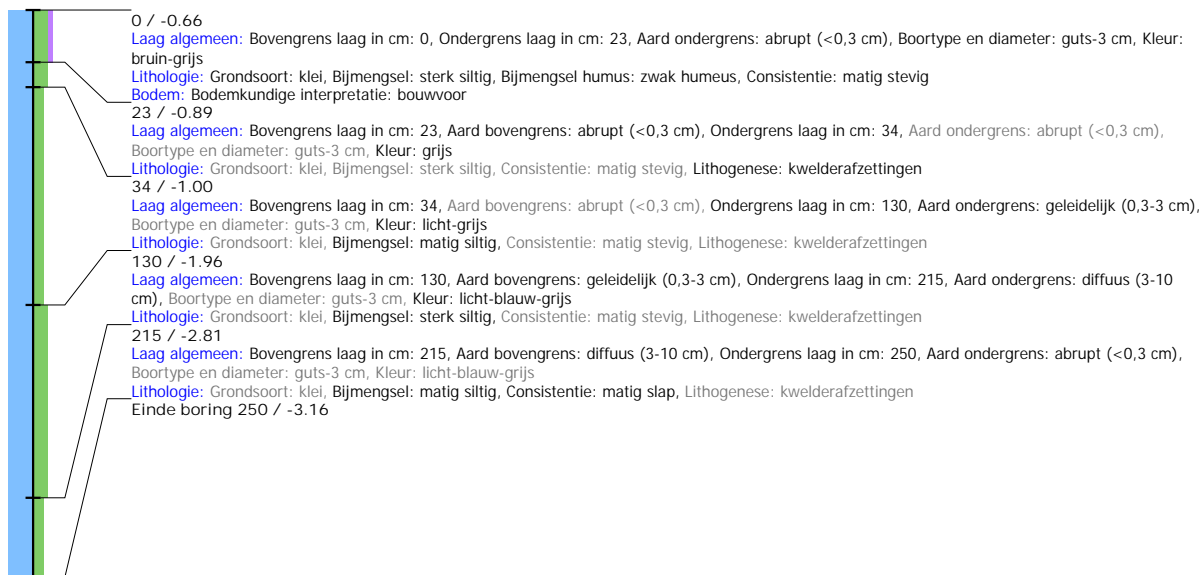 0 / -0.66
Laag algemeen: Bovengrens laag in cm: 0, Ondergrens laag in cm: 23, Aard ondergrens: abrupt (<0,3 cm), Boortype en diameter: guts-3 cm, Kleur:
bruin-grijs
Lithologie: Grondsoort: klei, Bijmengsel: sterk siltig, Bijmengsel humus: zwak humeus, Consistentie: matig stevig
Bodem: Bodemkundige interpretatie: bouwvoor
23 / -0.89
Laag algemeen: Bovengrens laag in cm: 23, Aard bovengrens: abrupt (<0,3 cm), Ondergrens laag in cm: 34, Aard ondergrens: abrupt (<0,3 cm),
Boortype en diameter: guts-3 cm, Kleur: grijs
Lithologie: Grondsoort: klei, Bijmengsel: sterk siltig, Consistentie: matig stevig, Lithogenese: kwelderafzettingen
34 / -1.00
Laag algemeen: Bovengrens laag in cm: 34, Aard bovengrens: abrupt (<0,3 cm), Ondergrens laag in cm: 130, Aard ondergrens: geleidelijk (0,3-3 cm),
Boortype en diameter: guts-3 cm, Kleur: licht-grijs
Lithologie: Grondsoort: klei, Bijmengsel: matig siltig, Consistentie: matig stevig, Lithogenese: kwelderafzettingen
130 / -1.96
Laag algemeen: Bovengrens laag in cm: 130, Aard bovengrens: geleidelijk (0,3-3 cm), Ondergrens laag in cm: 215, Aard ondergrens: diffuus (3-10
cm), Boortype en diameter: guts-3 cm, Kleur: licht-blauw-grijs
Lithologie: Grondsoort: klei, Bijmengsel: sterk siltig, Consistentie: matig stevig, Lithogenese: kwelderafzettingen
215 / -2.81
Laag algemeen: Bovengrens laag in cm: 215, Aard bovengrens: diffuus (3-10 cm), Ondergrens laag in cm: 250, Aard ondergrens: abrupt (<0,3 cm),
Boortype en diameter: guts-3 cm, Kleur: licht-blauw-grijs
Lithologie: Grondsoort: klei, Bijmengsel: matig siltig, Consistentie: matig slap, Lithogenese: kwelderafzettingen
Einde boring 250 / -3.16